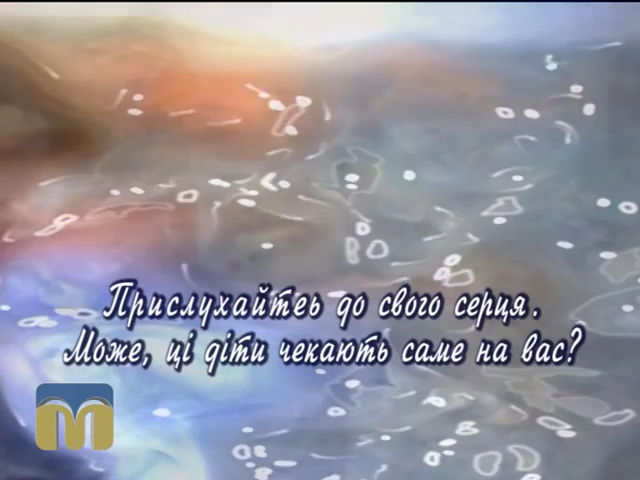 Прислухайтеь до свого серця.
Може, ці діти чекають саме на вас?
М